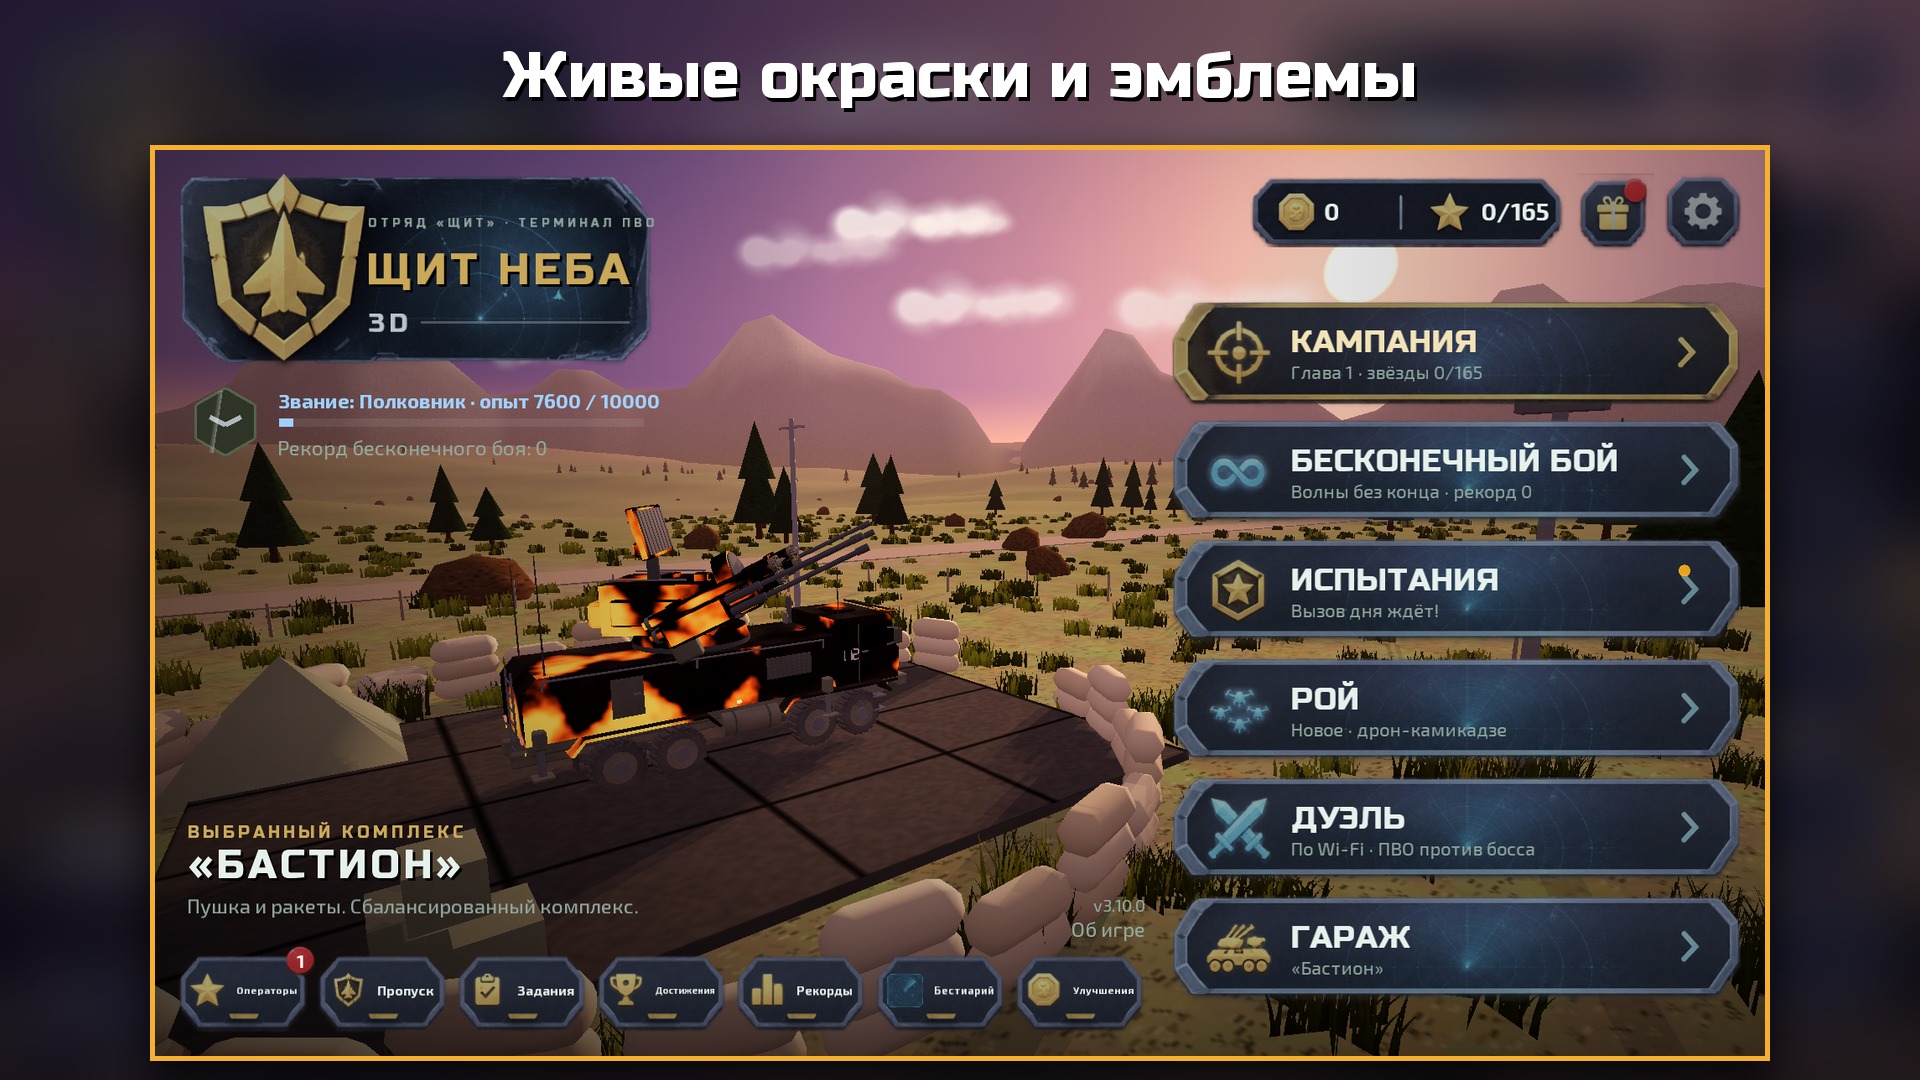 Живые окраски и эмблемы
ОТРЯД «ЩИТ» · ТЕРМИНАЛ ПВО
ЩИТ НЕБА
3D
0
0/165
Звание: Полковник · опыт 7600 / 10000
Рекорд бесконечного боя: 0
КАМПАНИЯ
Глава 1 · звёзды 0/165
БЕСКОНЕЧНЫЙ БОЙ
Волны без конца · рекорд 0
ИСПЫТАНИЯ
Вызов дня ждёт!
РОЙ
Новое · дрон-камикадзе
ДУЭЛЬ
По Wi-Fi · ПВО против босса
ГАРАЖ
«Бастион»
ВЫБРАННЫЙ КОМПЛЕКС
«БАСТИОН»
Пушка и ракеты. Сбалансированный комплекс.
v3.10.0
Об игре
1
Операторы
Пропуск
Задания
Достижения
Рекорды
Бестиарий
Улучшения